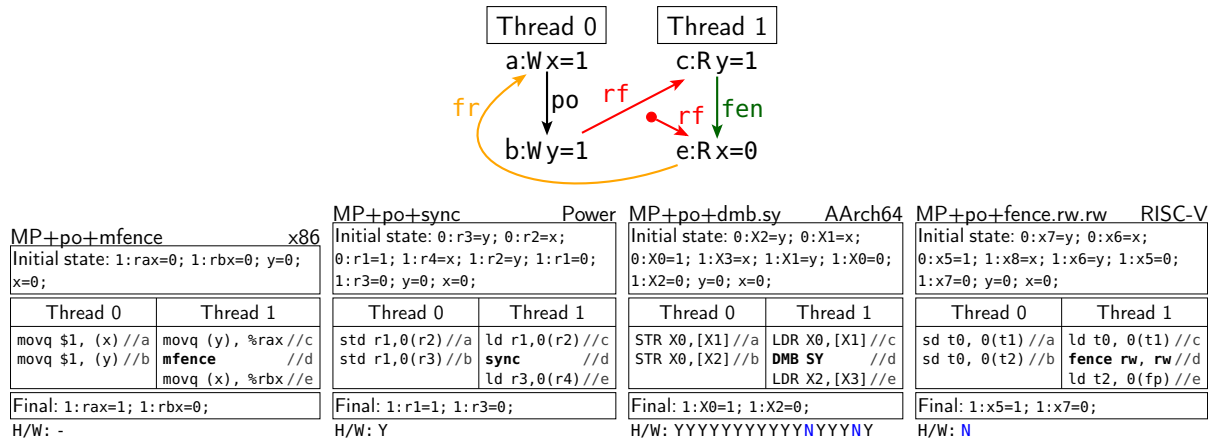 Thread 0 Thread 1
a:W x=1 c:R y=1
fr po rf rf fen
b:W y=1 e:R x=0
MP+po+mfence x86
Initial state: 1:rax=0; 1:rbx=0; y=0;
x=0;
Thread 0 Thread 1
movq $1, (x)//a movq (y), %rax//c
movq $1, (y)//b mfence //d
movq (x), %rbx//e
Final: 1:rax=1; 1:rbx=0;
H/W: -
MP+po+sync Power
Initial state: 0:r3=y; 0:r2=x;
0:r1=1; 1:r4=x; 1:r2=y; 1:r1=0;
1:r3=0; y=0; x=0;
Thread 0 Thread 1
std r1,0(r2)//a ld r1,0(r2)//c
std r1,0(r3)//b sync //d
ld r3,0(r4)//e
Final: 1:r1=1; 1:r3=0;
H/W: Y
MP+po+dmb.sy AArch64
Initial state: 0:X2=y; 0:X1=x;
0:X0=1; 1:X3=x; 1:X1=y; 1:X0=0;
1:X2=0; y=0; x=0;
Thread 0 Thread 1
STR X0,[X1]//a LDR X0,[X1]//c
STR X0,[X2]//b DMB SY //d
LDR X2,[X3]//e
Final: 1:X0=1; 1:X2=0;
H/W: YYYYYYYYYYYNYYYNY
MP+po+fence.rw.rw RISC-V
Initial state: 0:x7=y; 0:x6=x;
0:x5=1; 1:x8=x; 1:x6=y; 1:x5=0;
1:x7=0; y=0; x=0;
Thread 0 Thread 1
sd t0, 0(t1)//a ld t0, 0(t1)//c
sd t0, 0(t2)//b fence rw, rw//d
ld t2, 0(fp)//e
Final: 1:x5=1; 1:x7=0;
H/W: N